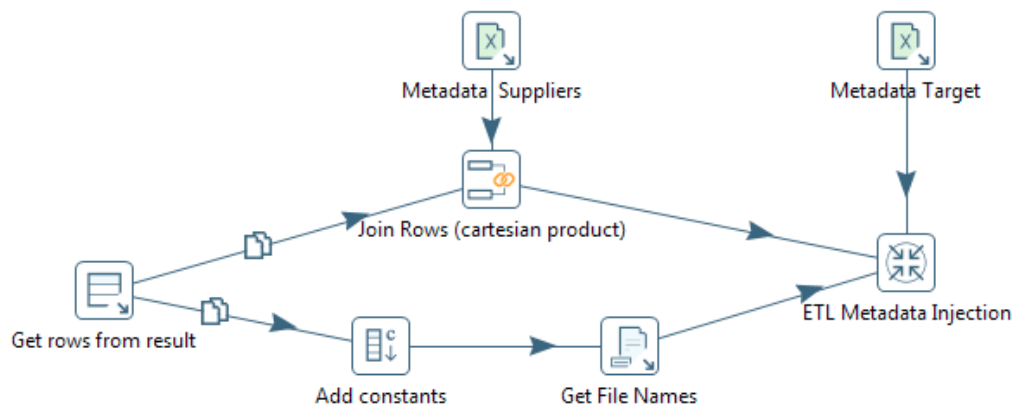 Metadata Suppliers
Metadata Target
Join Rows (cartesian product)
Get rows from result
ETL Metadata Injection
Add constants
Get File Names
X
X
C